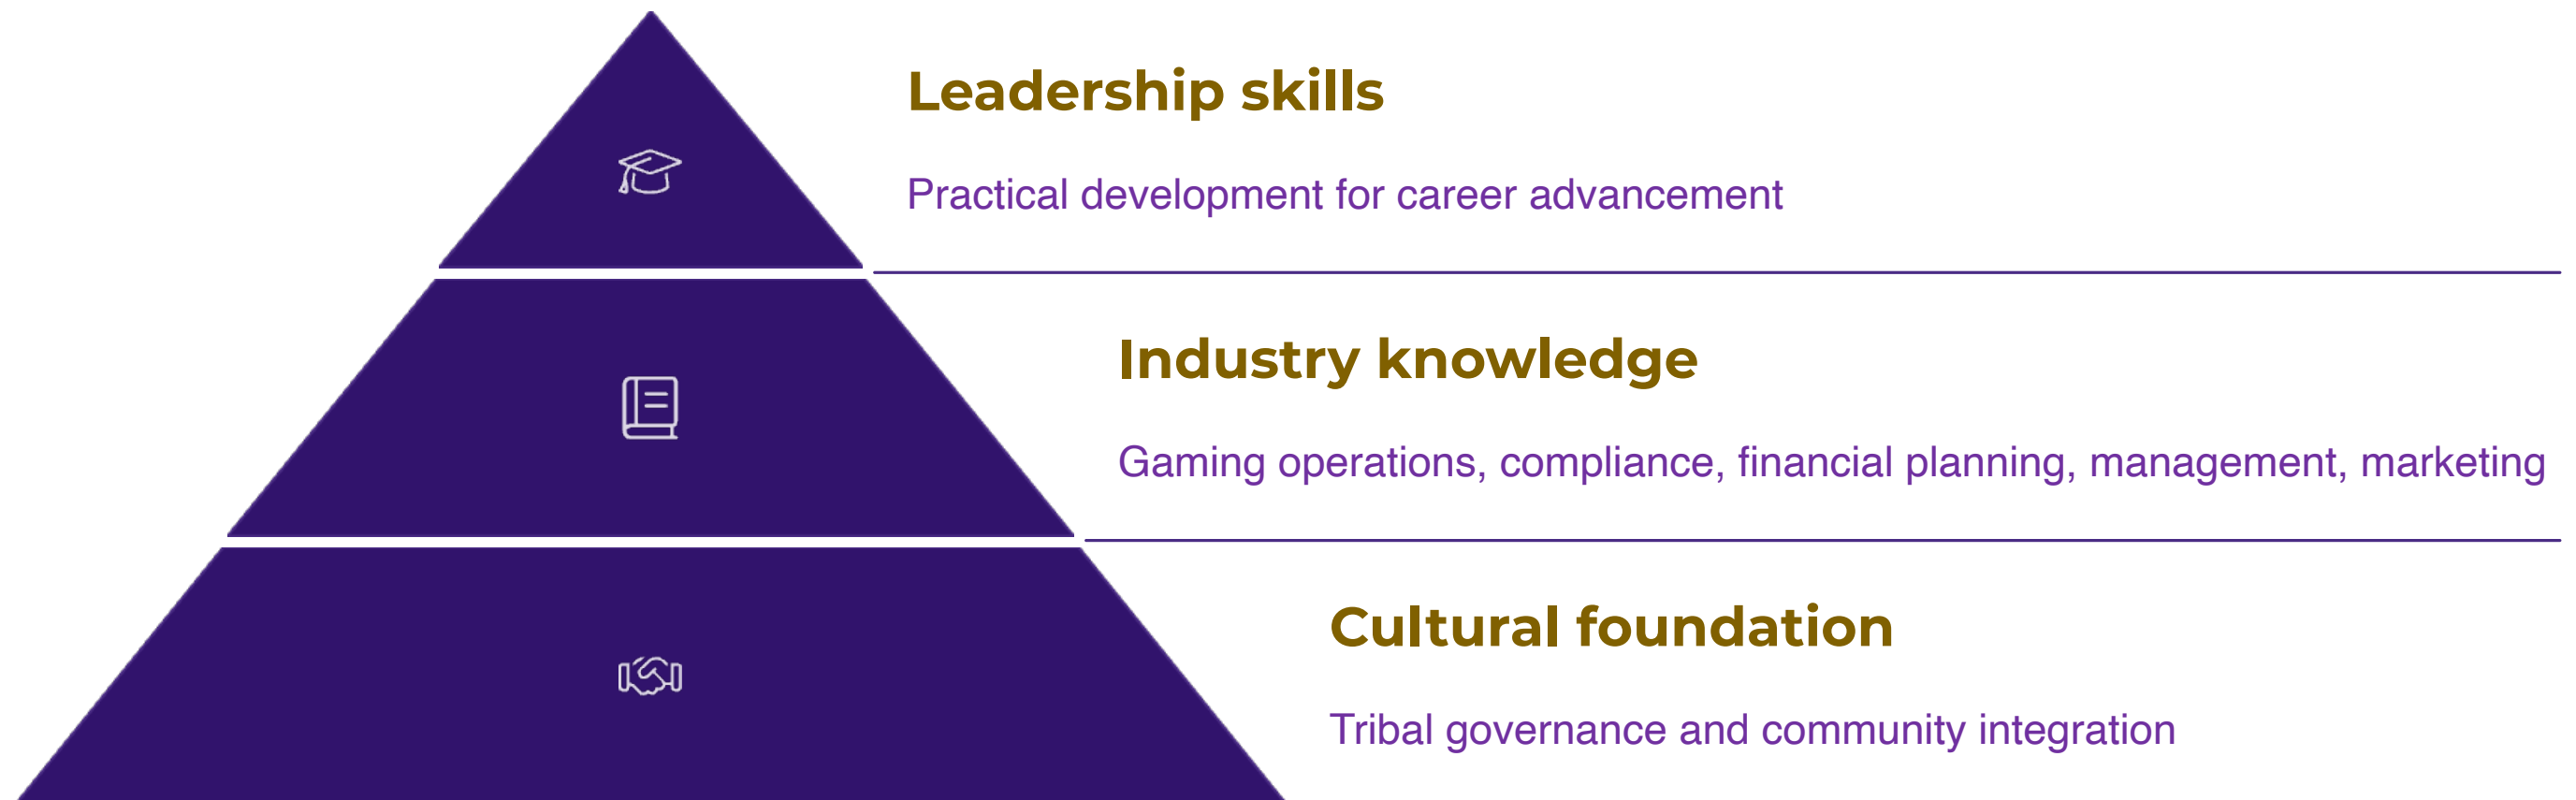 Leadership skills
Practical development for career advancement
Industry knowledge
Gaming operations, compliance, financial planning, management, marketing
Cultural foundation
Tribal governance and community integration